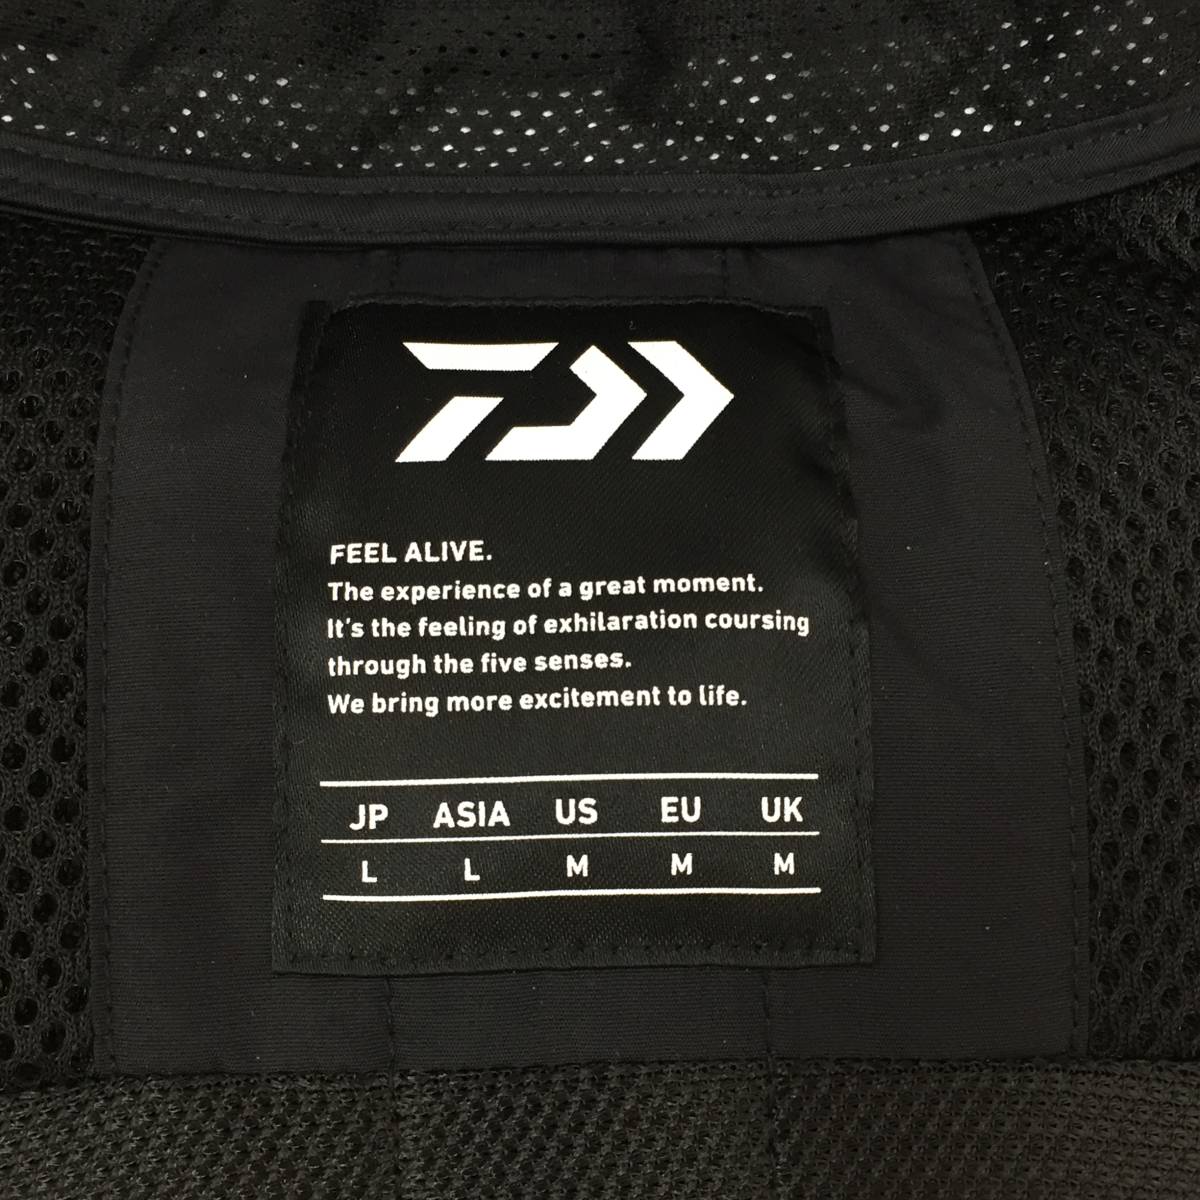 FEEL ALIVE.
The experience of a great moment.
It's the feeling of exhilaration coursing
through the five senses.
We bring more excitement to life.
JP ASIA US EU UK
L L M M M